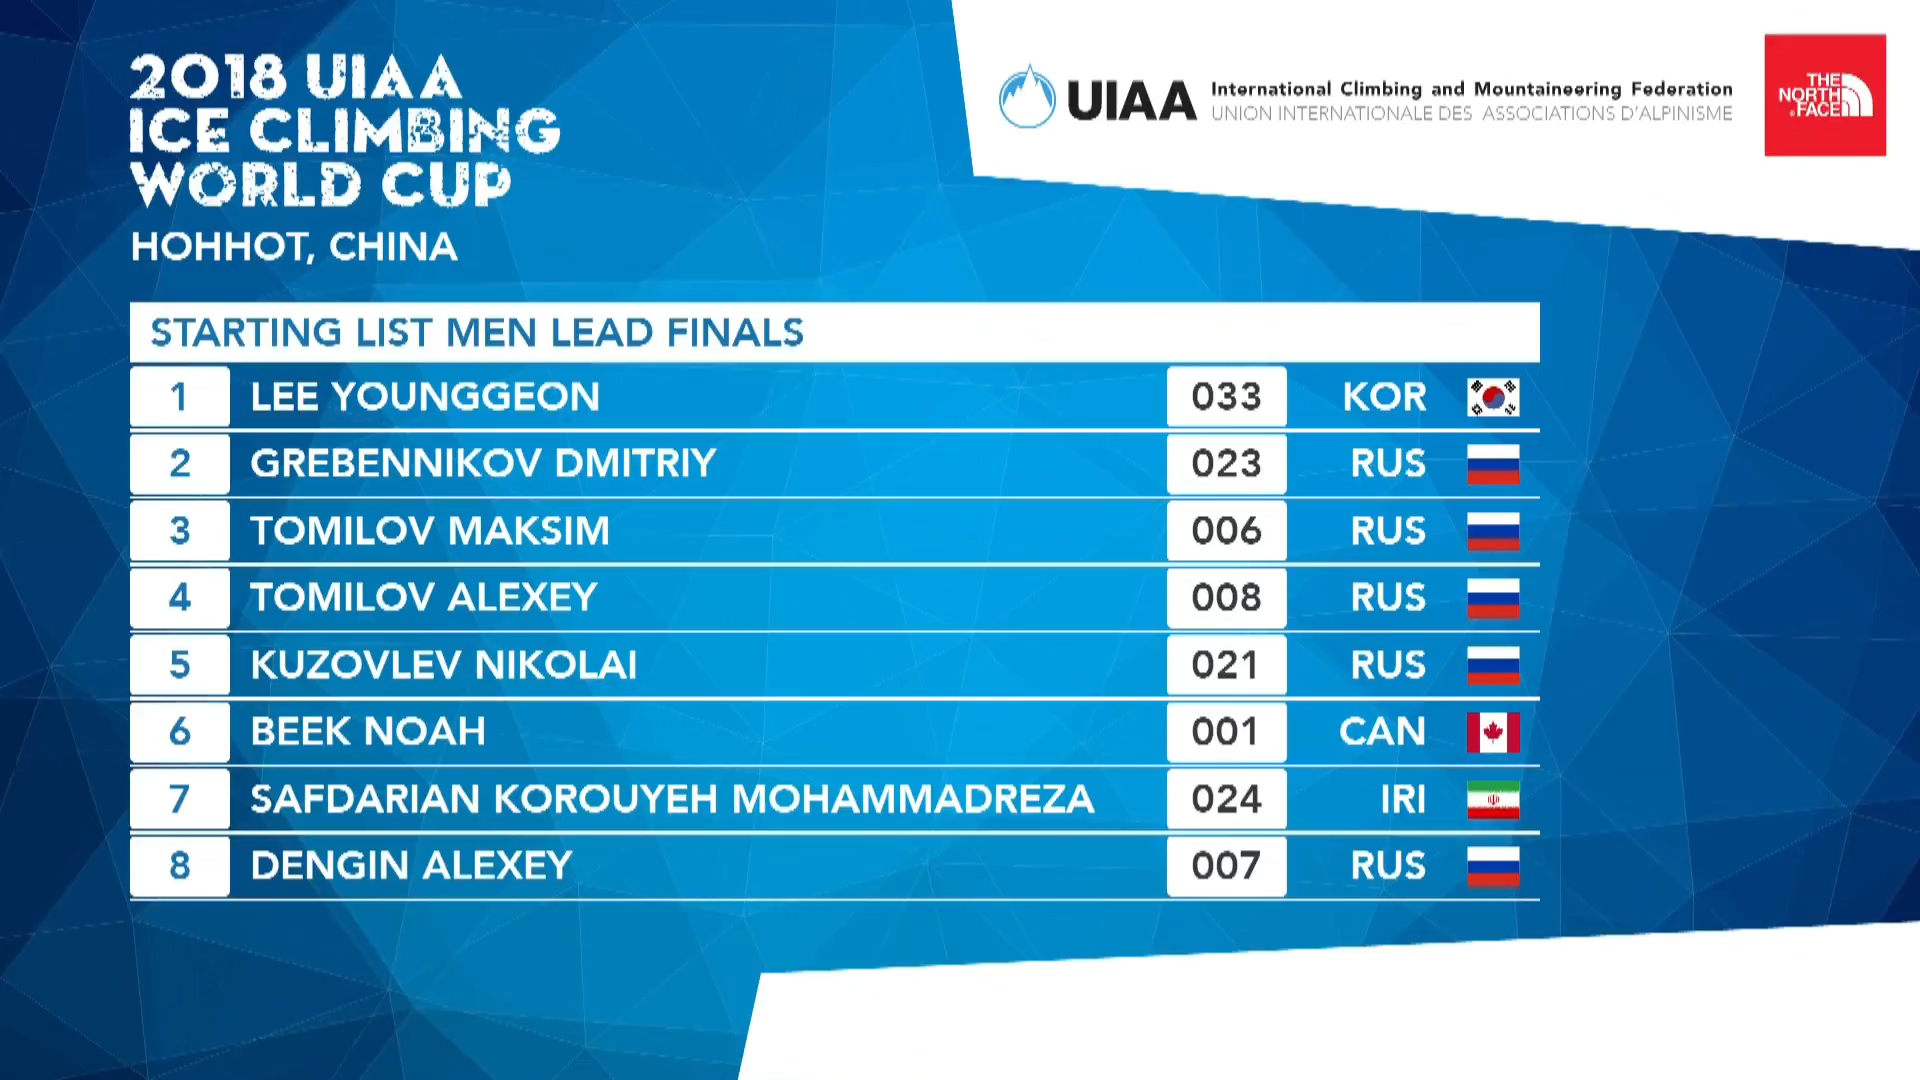 2018 UIAA
ICE CLIMBING
WORLD CUP
HOHHOT, CHINA
UIAA International Climbing and Mountaineering Federation
UNION INTERNATIONALE DES ASSOCIATIONS D'ALPINISME
THE
NORTH
FACE
STARTING LIST MEN LEAD FINALS
1 LEE YOUNGGEON 033 KOR
2 GREBENNIKOV DMITRIY 023 RUS
3 TOMILOV MAKSIM 006 RUS
4 TOMILOV ALEXEY 008 RUS
5 KUZOVLEV NIKOLAI 021 RUS
6 BEEK NOAH 001 CAN
7 SAFDARIAN KOROUYEH MOHAMMADREZA 024 IRI
8 DENGIN ALEXEY 007 RUS